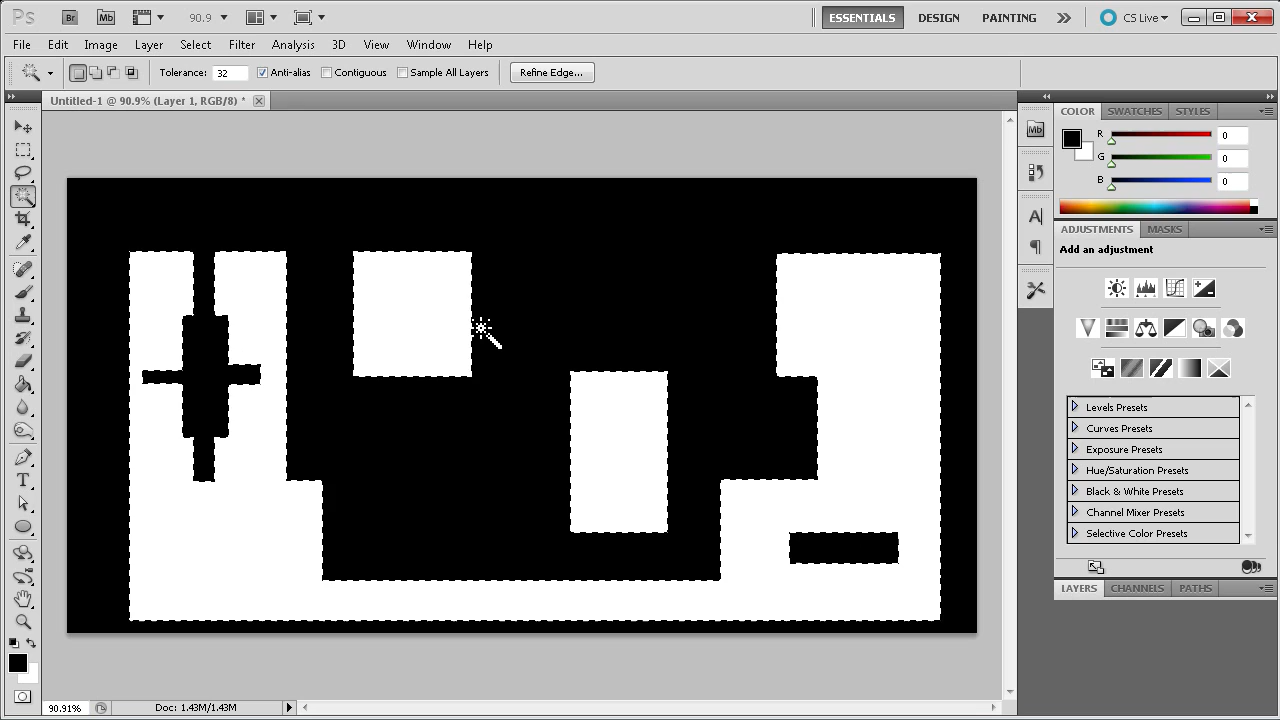 Ps Br Mb 90.9 ESSENTIALS DESIGN PAINTING CS Live
File Edit Image Layer Select Filter Analysis 3D View Window Help
Tolerance: 32 Anti-alias Contiguous Sample All Layers Refine Edge...
Untitled-1 @ 90.9% (Layer 1, RGB/8) *
COLOR SWATCHES STYLES
Mb
R 0
G 0
B 0
A
ADJUSTMENTS MASKS
Add an adjustment
Levels Presets
Curves Presets
Exposure Presets
Hue/Saturation Presets
Black & White Presets
Channel Mixer Presets
Selective Color Presets
T
LAYERS CHANNELS PATHS
90.91% Doc: 1.43M/1.43M